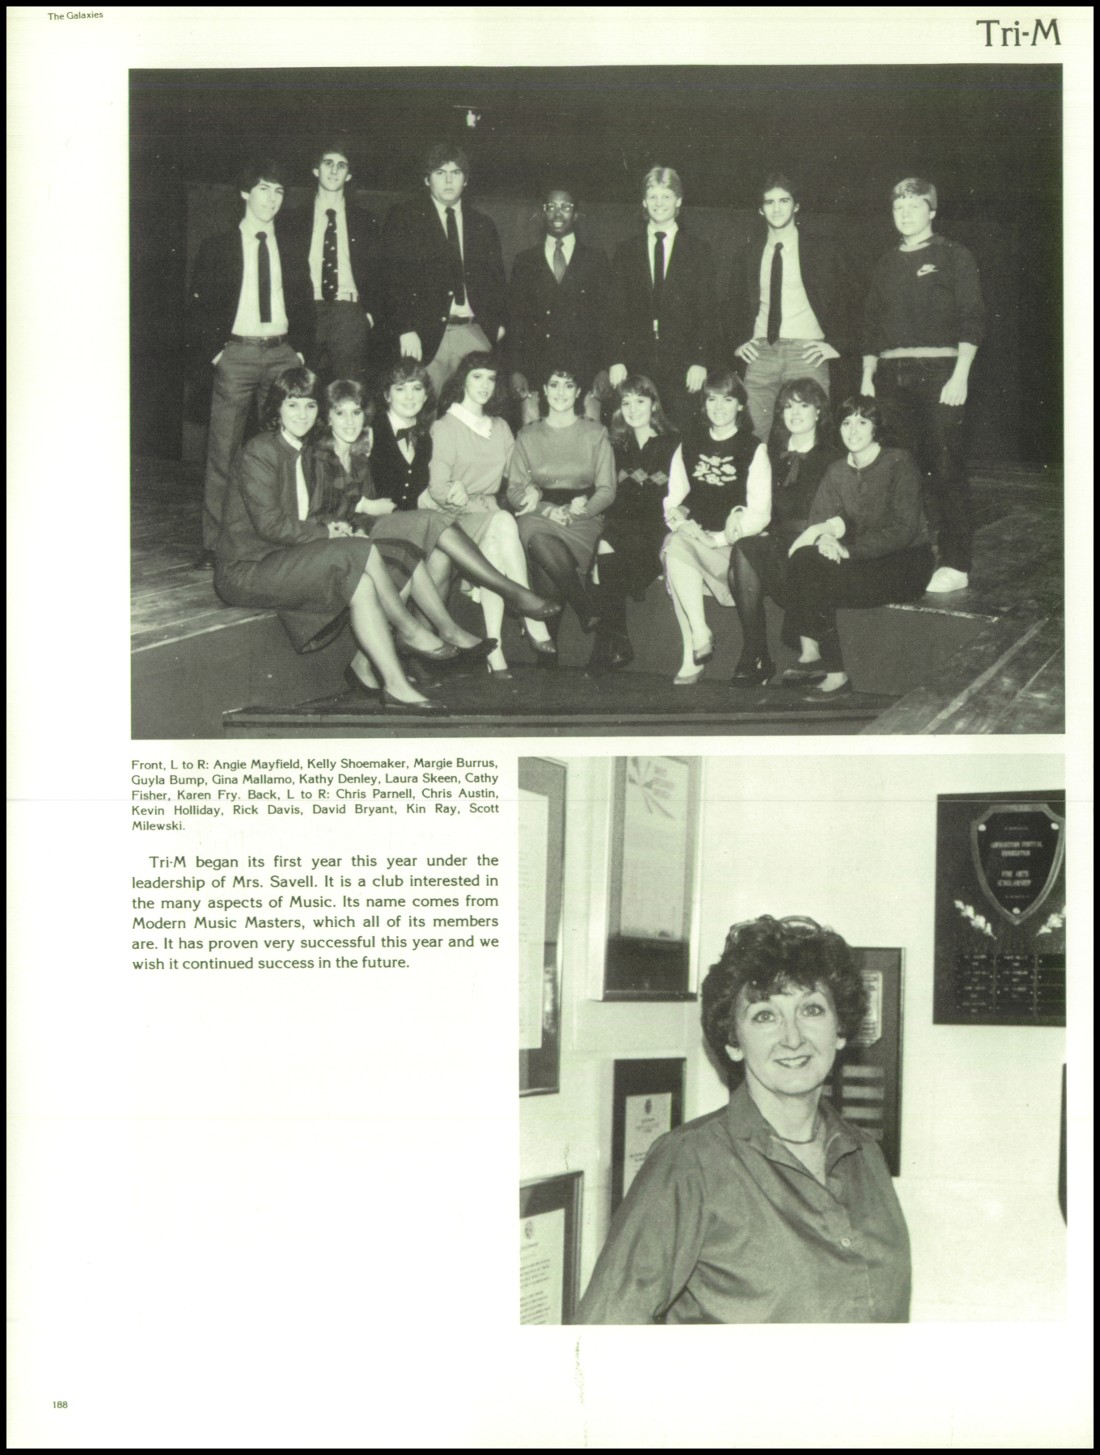 The Galaxies
Tri-M
Front, L to R: Angie Mayfield, Kelly Shoemaker, Margie Burrus,
Guyla Bump, Gina Mallamo, Kathy Denley, Laura Skeen, Cathy
Fisher, Karen Fry. Back, L to R: Chris Parnell, Chris Austin,
Kevin Holliday, Rick Davis, David Bryant, Kin Ray, Scott
Milewski.
Tri-M began its first year this year under the
leadership of Mrs. Savell. It is a club interested in
the many aspects of Music. Its name comes from
Modern Music Masters, which all of its members
are. It has proven very successful this year and we
wish it continued success in the future.
FINE ARTS
SCHOLARSHIP
188